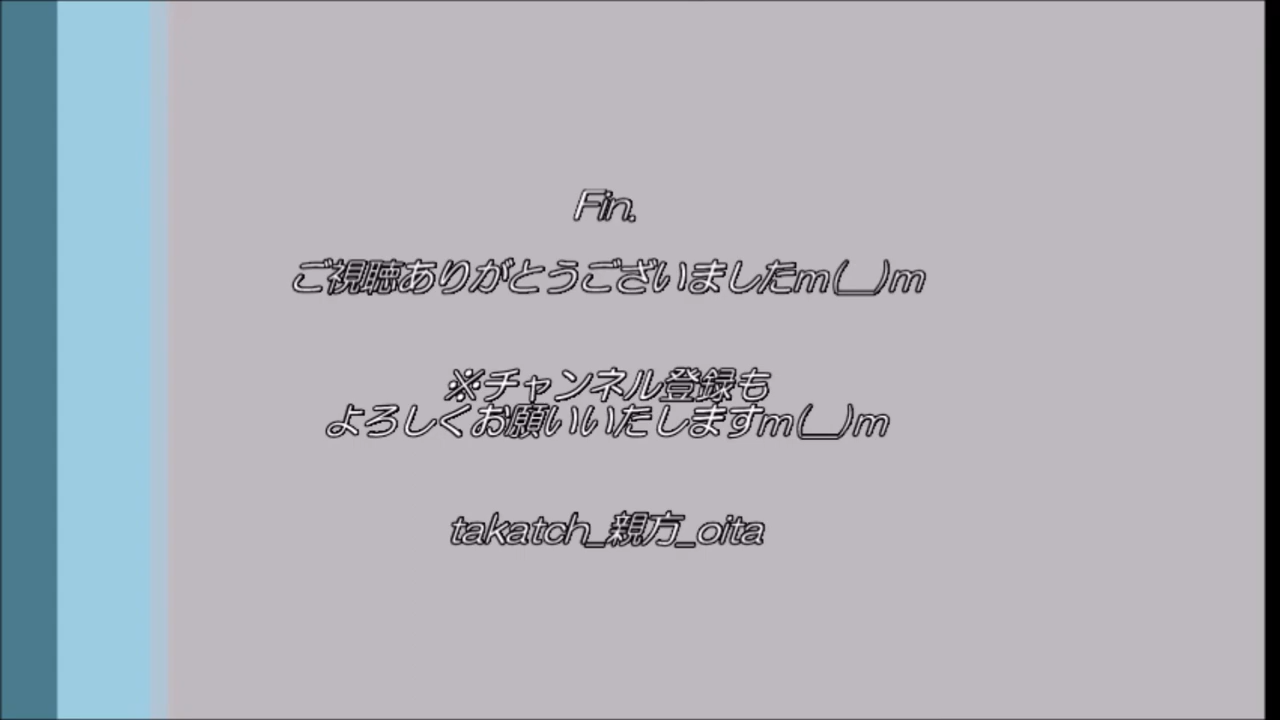 Fin.
ご視聴ありがとうございましたm(__)m
※チャンネル登録も
よろしくお願いいたしますm(__)m
takatch_親方_oita